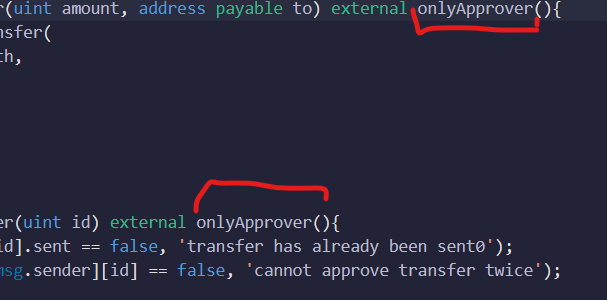 r(uint amount, address payable to) external onlyApprover(){
nsfer(
th,
er(uint id) external onlyApprover(){
id].sent == false, 'transfer has already been sent0');
msg.sender][id] == false, 'cannot approve transfer twice');